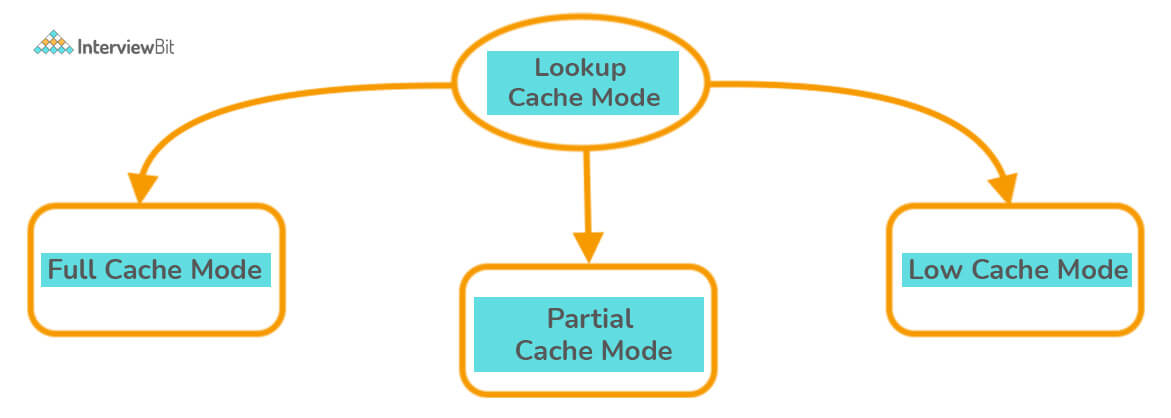 InterviewBit
Lookup
Cache Mode
Full Cache Mode
Partial
Cache Mode
Low Cache Mode